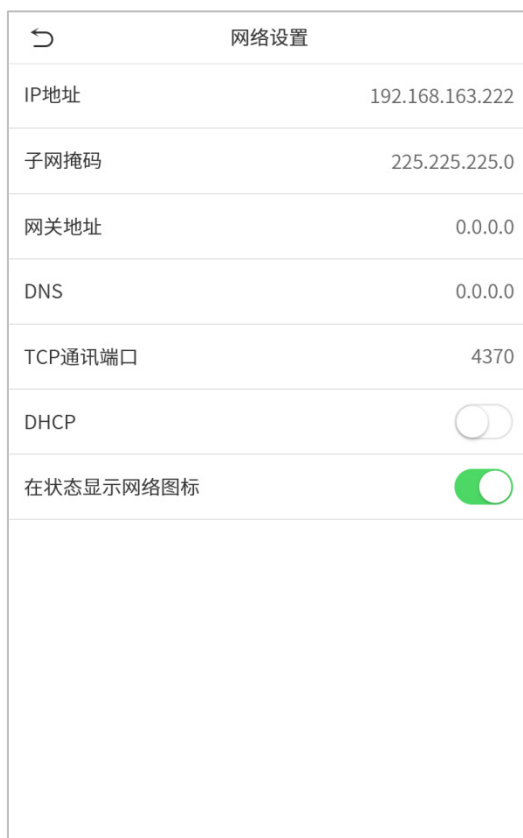 网络设置
IP地址 192.168.163.222
子网掩码 225.225.225.0
网关地址 0.0.0.0
DNS 0.0.0.0
TCP通讯端口 4370
DHCP
在状态显示网络图标